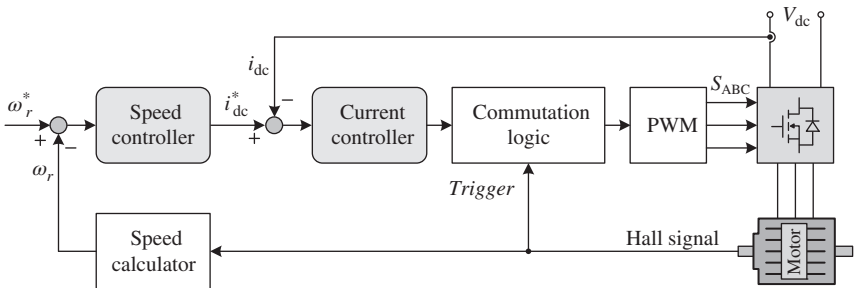 V_dc
i_dc
S_ABC
ω_r^*
Speed
controller
i_dc^*
Current
controller
Commutation
logic
PWM
+
−
+
−
ω_r
Trigger
Speed
calculator
Hall signal
Motor